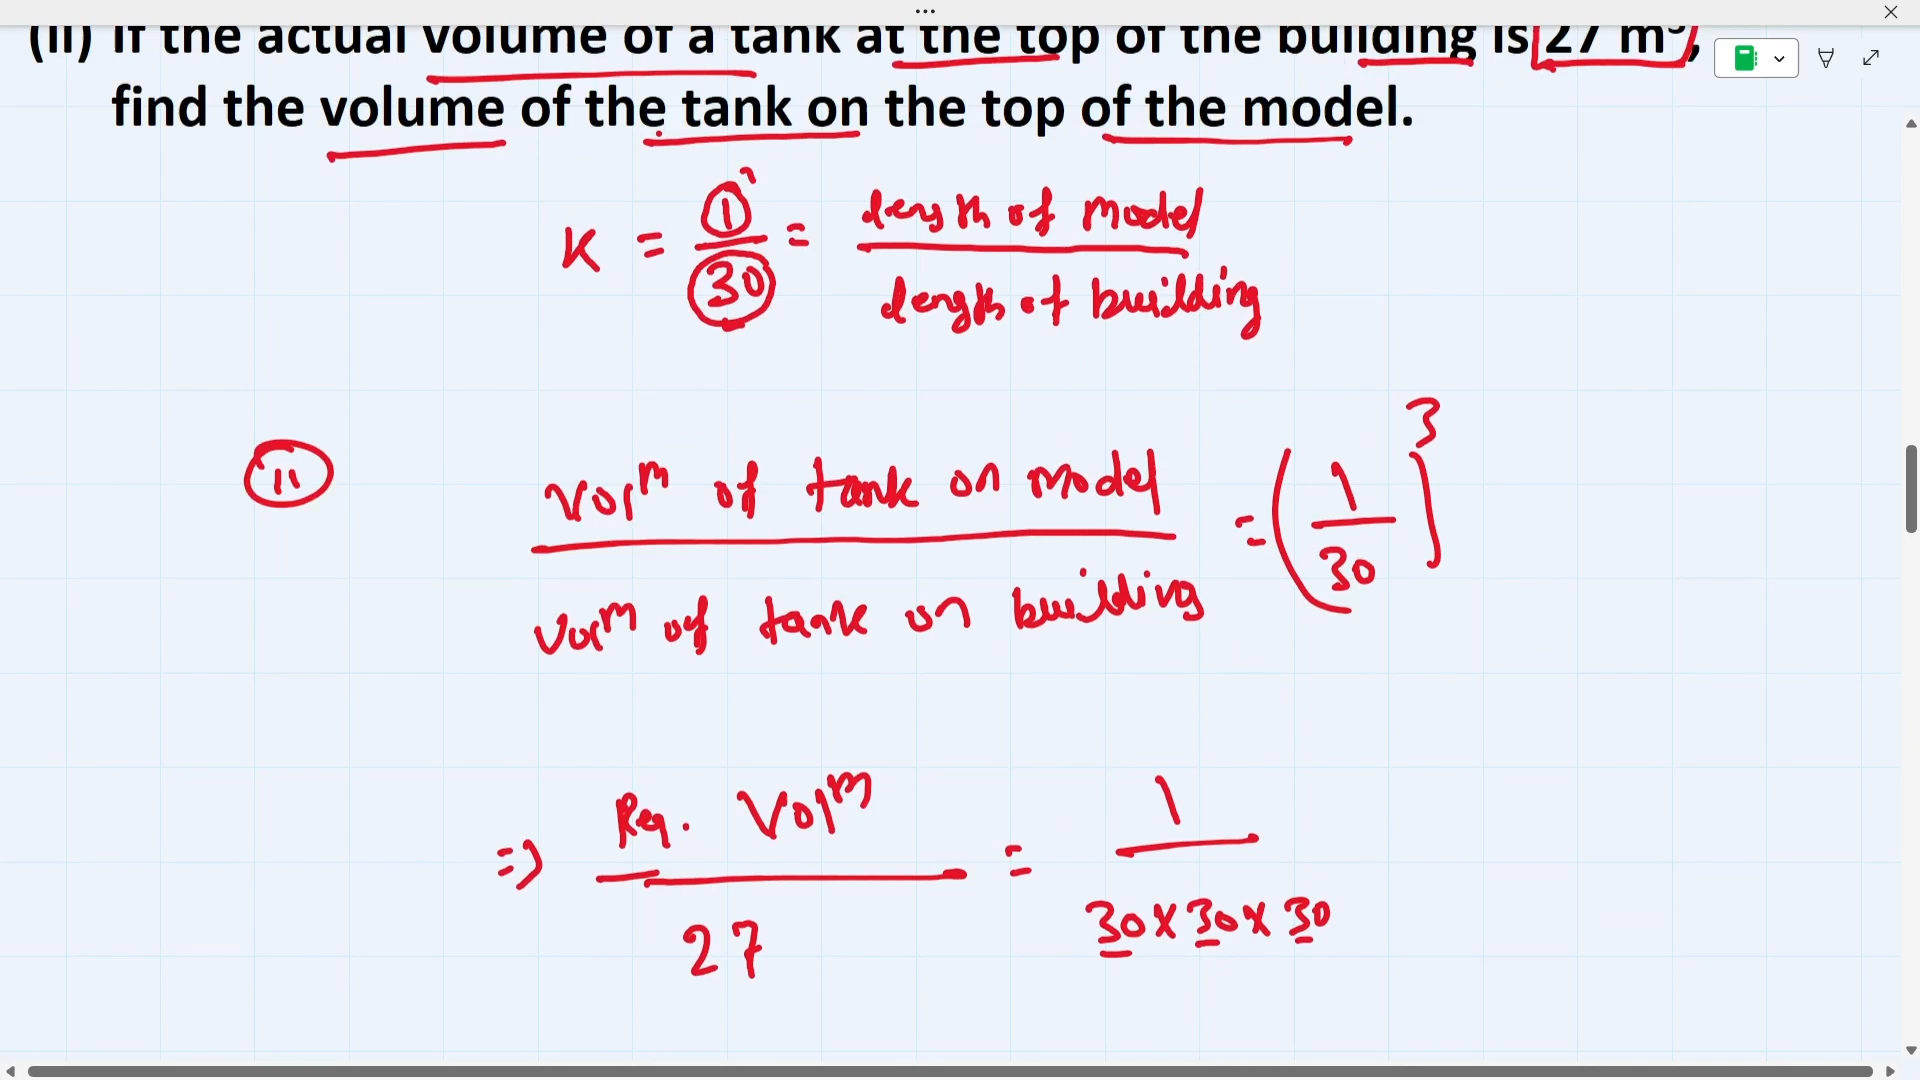 (ii) If the actual volume of a tank at the top of the building is 27 m³,
find the volume of the tank on the top of the model.
K = 1/30 = length of model / length of building
(ii) Volᵐ of tank on model / Volᵐ of tank on building = (1/30)³
⇒ Req. Volᵐ / 27 = 1 / 30×30×30